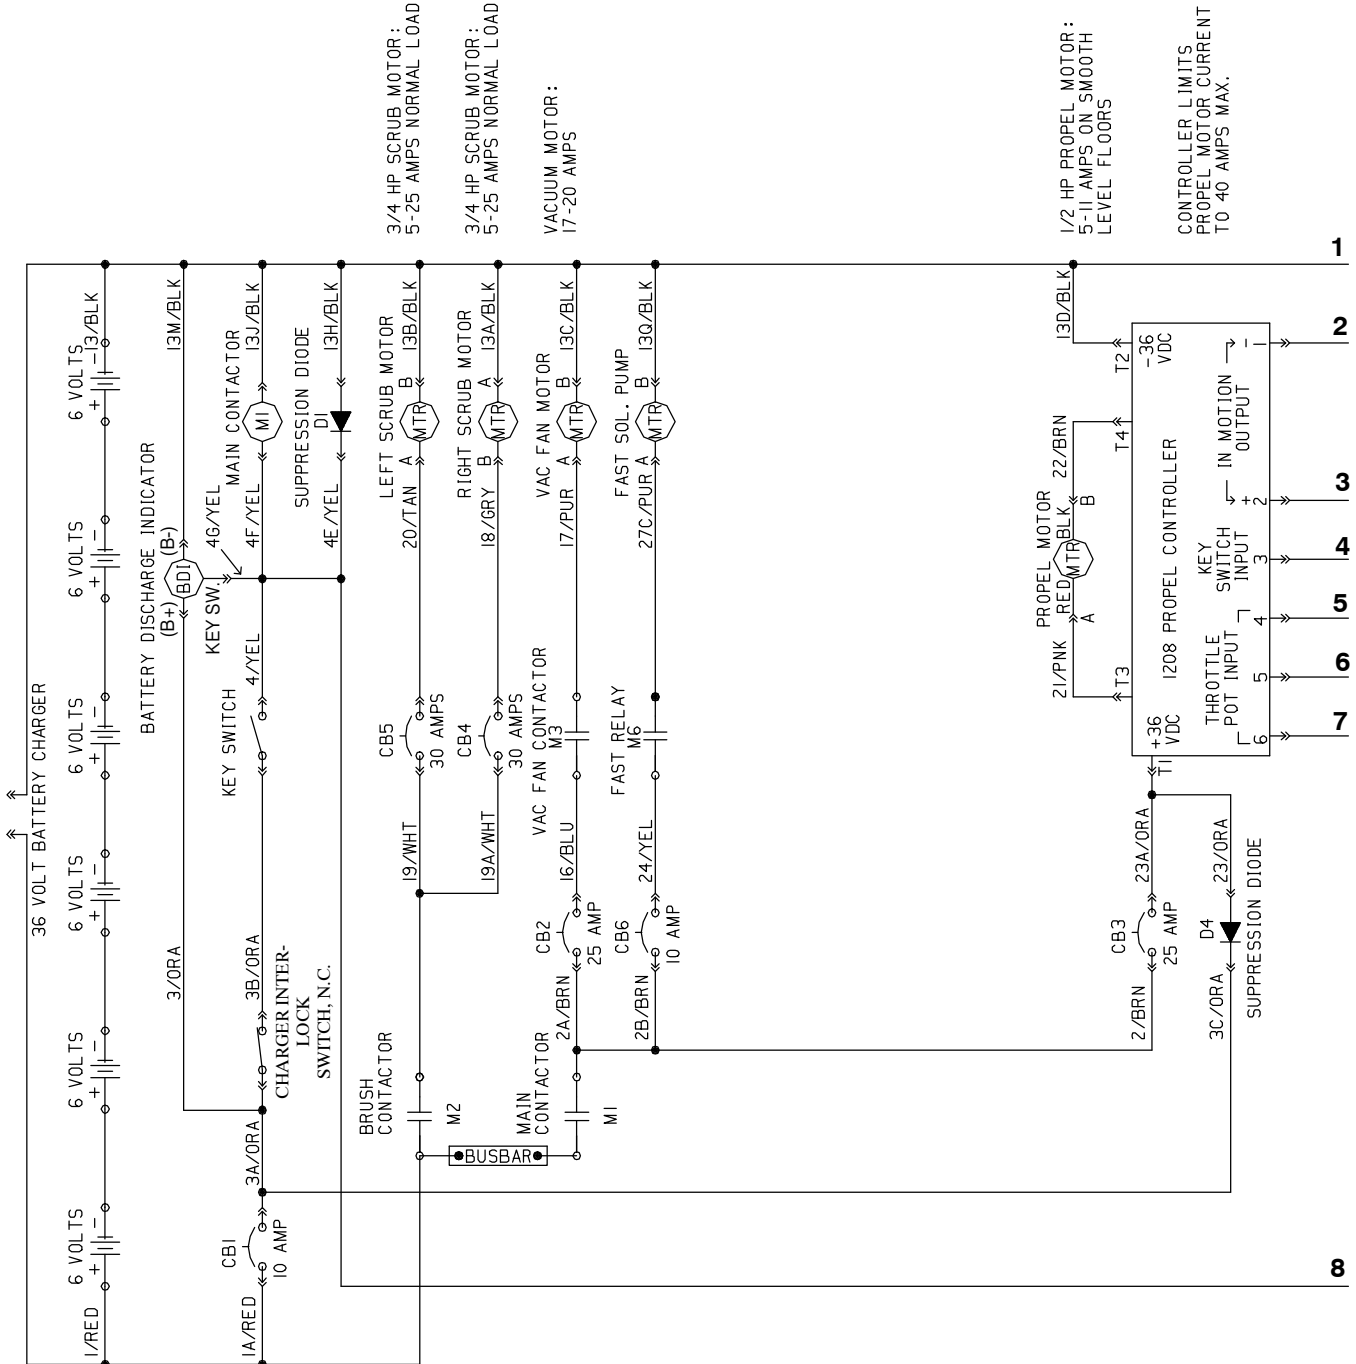 3/4 HP SCRUB MOTOR:
5-25 AMPS NORMAL LOAD
3/4 HP SCRUB MOTOR:
5-25 AMPS NORMAL LOAD
VACUUM MOTOR:
17-20 AMPS
1/2 HP PROPEL MOTOR:
5-11 AMPS ON SMOOTH
LEVEL FLOORS
CONTROLLER LIMITS
PROPEL MOTOR CURRENT
TO 40 AMPS MAX.
36 VOLT BATTERY CHARGER
1/RED
6 VOLTS
+ -
6 VOLTS
+ -
6 VOLTS
+ -
6 VOLTS
+ -
6 VOLTS
+ -
6 VOLTS
+ -
13/BLK
BATTERY DISCHARGE INDICATOR
3/ORA
(B+)
BDI
(B-)
13M/BLK
KEY SW.
4G/YEL
1A/RED
CB1
10 AMP
3A/ORA
CHARGER INTER-
LOCK
SWITCH, N.C.
3B/ORA
KEY SWITCH
4/YEL
4F/YEL
MAIN CONTACTOR
M1
13J/BLK
4E/YEL
SUPPRESSION DIODE
D1
13H/BLK
BRUSH
CONTACTOR
M2
19/WHT
CB5
30 AMPS
20/TAN
LEFT SCRUB MOTOR
A
MTR
B
13B/BLK
19A/WHT
CB4
30 AMPS
18/GRY
RIGHT SCRUB MOTOR
B
MTR
A
13A/BLK
BUSBAR
MAIN
CONTACTOR
M1
2A/BRN
CB2
25 AMP
16/BLU
VAC FAN CONTACTOR
M3
17/PUR
VAC FAN MOTOR
A
MTR
B
13C/BLK
2B/BRN
CB6
10 AMP
24/YEL
FAST RELAY
M6
27C/PUR
FAST SOL. PUMP
A
MTR
B
13Q/BLK
2/BRN
CB3
25 AMP
23A/ORA
3C/ORA
D4
23/ORA
SUPPRESSION DIODE
21/PNK
A
PROPEL MOTOR
RED
MTR
BLK
B
22/BRN
13D/BLK
T1
T3
T4
T2
+36
VDC
-36
VDC
1208 PROPEL CONTROLLER
THROTTLE
POT INPUT
KEY
SWITCH
INPUT
IN MOTION
OUTPUT
+ -
6
5
4
3
2
1
1
2
3
4
5
6
7
8